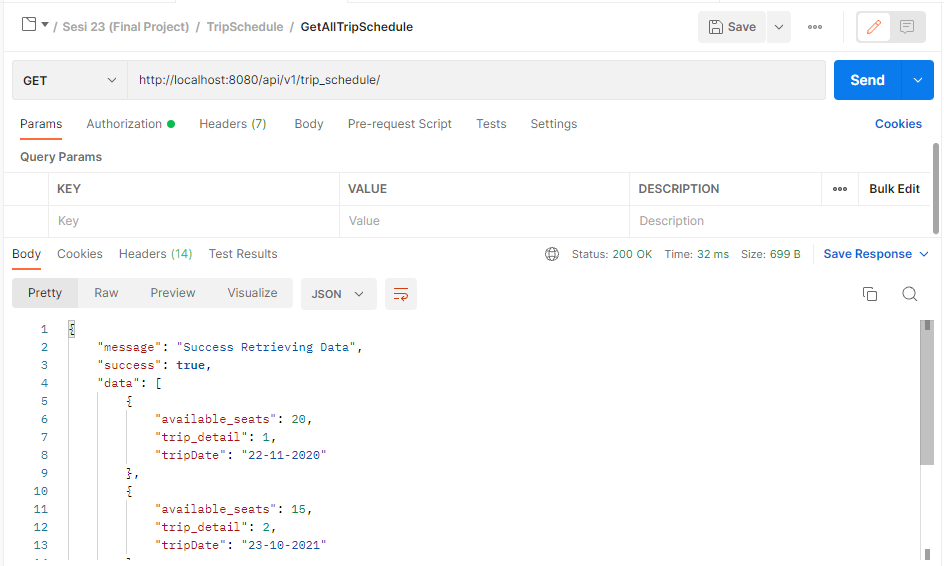 / Sesi 23 (Final Project) / TripSchedule / GetAllTripSchedule Save
GET http://localhost:8080/api/v1/trip_schedule/ Send
Params Authorization Headers (7) Body Pre-request Script Tests Settings Cookies
Query Params
KEY VALUE DESCRIPTION Bulk Edit
Key Value Description
Body Cookies Headers (14) Test Results Status: 200 OK Time: 32 ms Size: 699 B Save Response
Pretty Raw Preview Visualize JSON
1 {
2 "message": "Success Retrieving Data",
3 "success": true,
4 "data": [
5 {
6 "available_seats": 20,
7 "trip_detail": 1,
8 "tripDate": "22-11-2020"
9 },
10 {
11 "available_seats": 15,
12 "trip_detail": 2,
13 "tripDate": "23-10-2021"